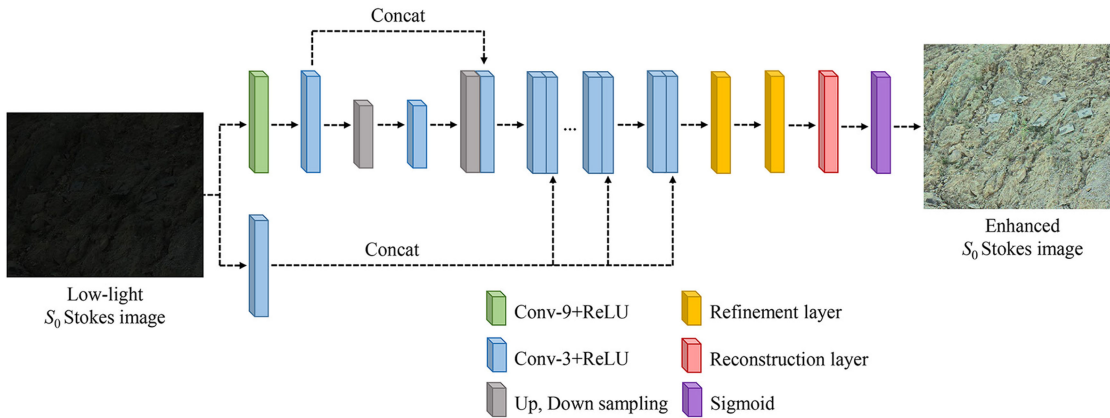 Concat
...
Concat
Low-light
S0 Stokes image
Enhanced
S0 Stokes image
Conv-9+ReLU
Refinement layer
Conv-3+ReLU
Reconstruction layer
Up, Down sampling
Sigmoid